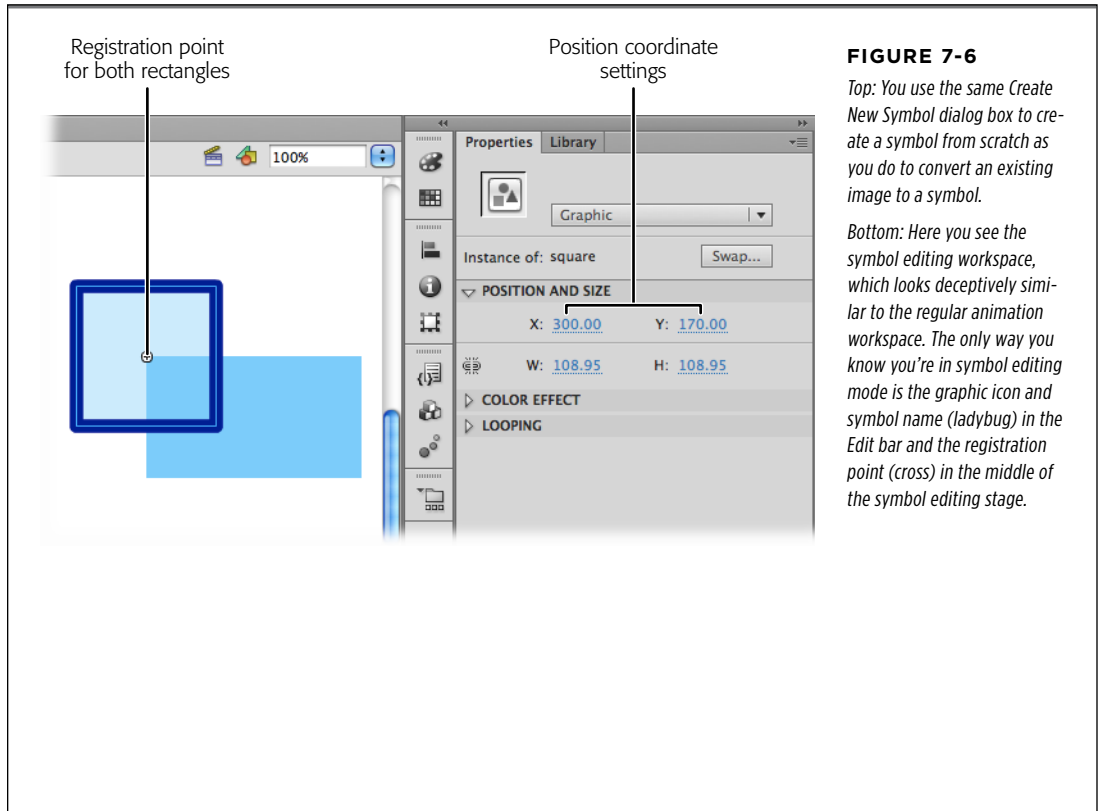 Registration point
for both rectangles
Position coordinate
settings
100%
Properties Library
Graphic
Instance of: square Swap...
POSITION AND SIZE
X: 300.00 Y: 170.00
W: 108.95 H: 108.95
COLOR EFFECT
LOOPING
FIGURE 7-6
Top: You use the same Create
New Symbol dialog box to cre-
ate a symbol from scratch as
you do to convert an existing
image to a symbol.
Bottom: Here you see the
symbol editing workspace,
which looks deceptively simi-
lar to the regular animation
workspace. The only way you
know you're in symbol editing
mode is the graphic icon and
symbol name (ladybug) in the
Edit bar and the registration
point (cross) in the middle of
the symbol editing stage.